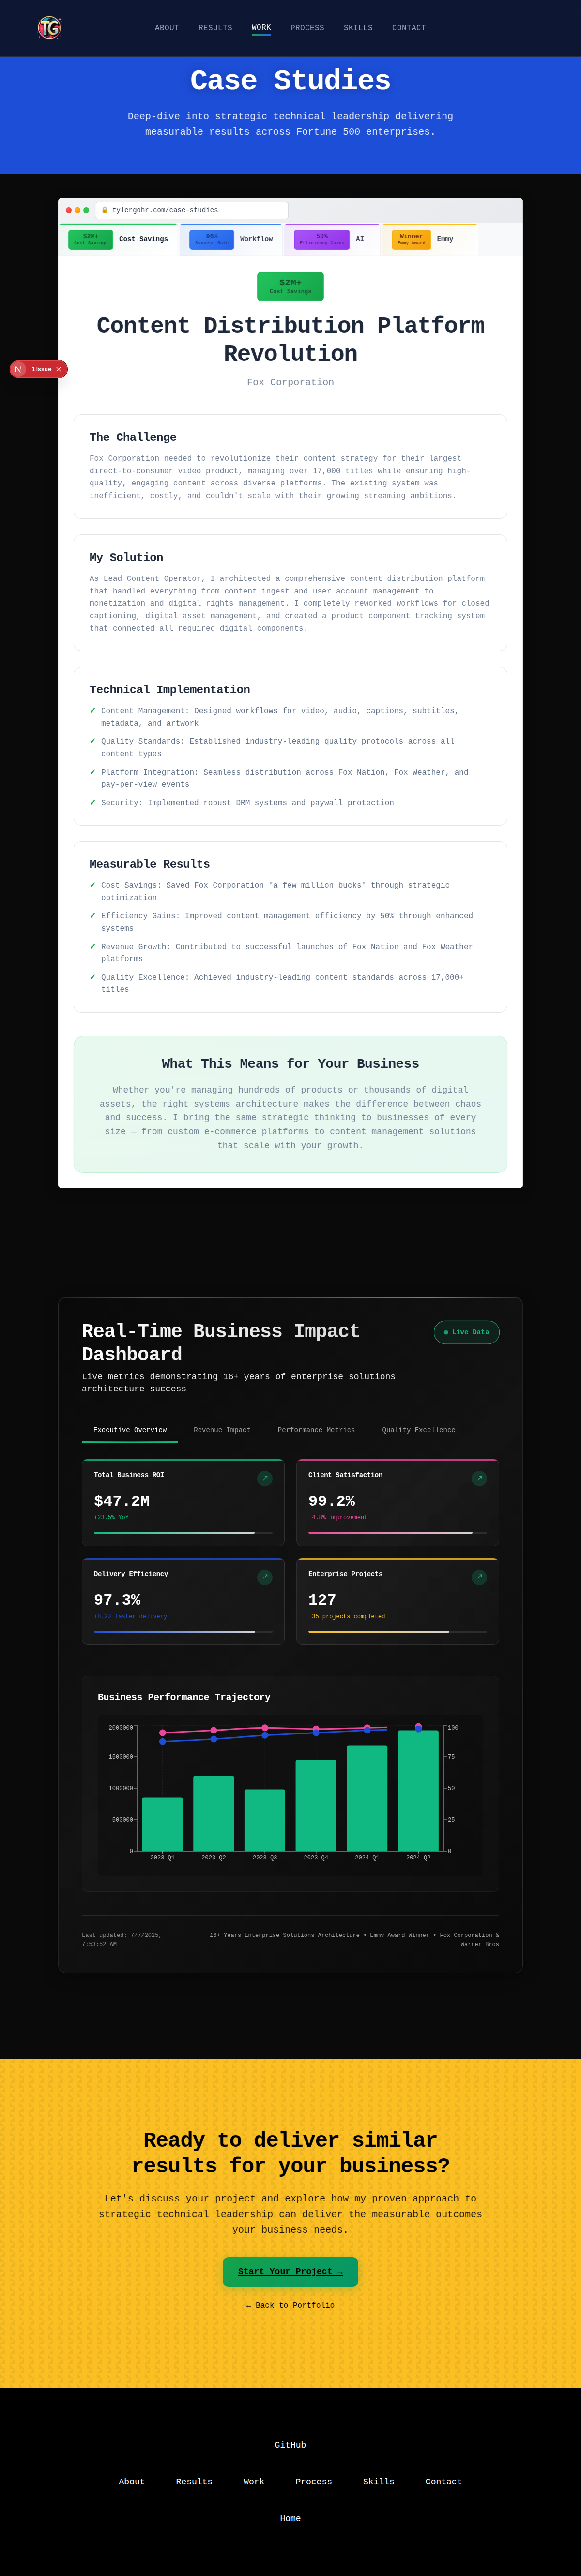 TG
ABOUT RESULTS WORK PROCESS SKILLS CONTACT
Case Studies
Deep-dive into strategic technical leadership delivering
measurable results across Fortune 500 enterprises.
tylergohr.com/case-studies
$2M+
Cost Savings
Cost Savings
Workflow
50%
Efficiency Gains
AI
Winner
Emmy Award
Emmy
$2M+
Cost Savings
Content Distribution Platform
Revolution
Fox Corporation
N 1 Issue ×
The Challenge
Fox Corporation needed to revolutionize their content strategy for their largest
direct-to-consumer video product, managing over 17,000 titles while ensuring high-
quality, engaging content across diverse platforms. The existing system was
inefficient, costly, and couldn't scale with their growing streaming ambitions.
My Solution
As Lead Content Operator, I architected a comprehensive content distribution platform
that handled everything from content ingest and user account management to
monetization and digital rights management. I completely reworked workflows for closed
captioning, digital asset management, and created a product component tracking system
that connected all required digital components.
Technical Implementation
✓ Content Management: Designed workflows for video, audio, captions, subtitles,
metadata, and artwork
✓ Quality Standards: Established industry-leading quality protocols across all
content types
✓ Platform Integration: Seamless distribution across Fox Nation, Fox Weather, and
pay-per-view events
✓ Security: Implemented robust DRM systems and paywall protection
Measurable Results
✓ Cost Savings: Saved Fox Corporation "a few million bucks" through strategic
optimization
✓ Efficiency Gains: Improved content management efficiency by 50% through enhanced
systems
✓ Revenue Growth: Contributed to successful launches of Fox Nation and Fox Weather
platforms
✓ Quality Excellence: Achieved industry-leading content standards across 17,000+
titles
What This Means for Your Business
Whether you're managing hundreds of products or thousands of digital
assets, the right systems architecture makes the difference between chaos
and success. I bring the same strategic thinking to businesses of every
size — from custom e-commerce platforms to content management solutions
that scale with your growth.
Real-Time Business Impact
Dashboard
Live Data
Live metrics demonstrating 16+ years of enterprise solutions
architecture success
Executive Overview Revenue Impact Performance Metrics Quality Excellence
Total Business ROI ↗
$47.2M
+23.5% YoY
Client Satisfaction ↗
99.2%
+4.8% improvement
Delivery Efficiency ↗
97.3%
+8.2% faster delivery
Enterprise Projects ↗
127
+35 projects completed
Business Performance Trajectory
2000000 100
1500000 75
1000000 50
500000 25
0 0
2023 Q1 2023 Q2 2023 Q3 2023 Q4 2024 Q1 2024 Q2
Last updated: 7/7/2025,
7:53:52 AM
16+ Years Enterprise Solutions Architecture • Emmy Award Winner • Fox Corporation &
Warner Bros
Ready to deliver similar
results for your business?
Let's discuss your project and explore how my proven approach to
strategic technical leadership can deliver the measurable outcomes
your business needs.
Start Your Project →
← Back to Portfolio
GitHub
About Results Work Process Skills Contact
Home